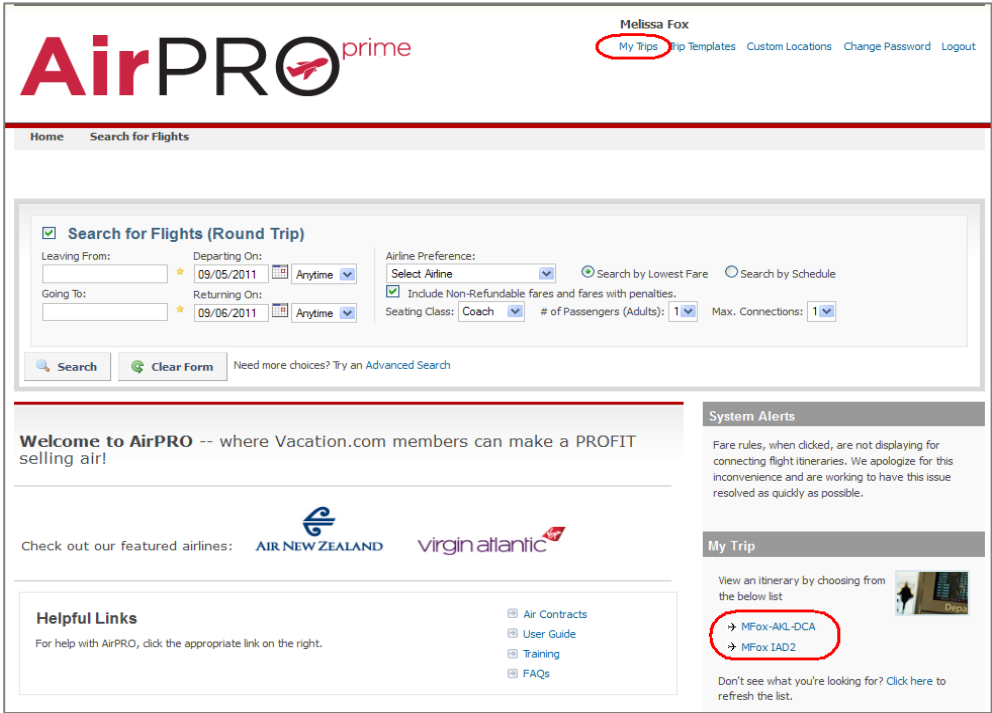 Melissa Fox
My Trips Trip Templates Custom Locations Change Password Logout
AirPRO prime
Home Search for Flights
Search for Flights (Round Trip)
Leaving From: Departing On: Airline Preference:
09/05/2011 Anytime Select Airline Search by Lowest Fare Search by Schedule
Going To: Returning On: Include Non-Refundable fares and fares with penalties.
09/06/2011 Anytime Seating Class: Coach # of Passengers (Adults): 1 Max. Connections: 1
Search Clear Form Need more choices? Try an Advanced Search
Welcome to AirPRO -- where Vacation.com members can make a PROFIT
selling air!
Check out our featured airlines: AIR NEW ZEALAND virgin atlantic
Helpful Links
For help with AirPRO, click the appropriate link on the right.
Air Contracts
User Guide
Training
FAQs
System Alerts
Fare rules, when clicked, are not displaying for
connecting flight itineraries. We apologize for this
inconvenience and are working to have this issue
resolved as quickly as possible.
My Trip
View an itinerary by choosing from
the below list
Depa
MFox-AKL-DCA
MFox IAD2
Don't see what you're looking for? Click here to
refresh the list.